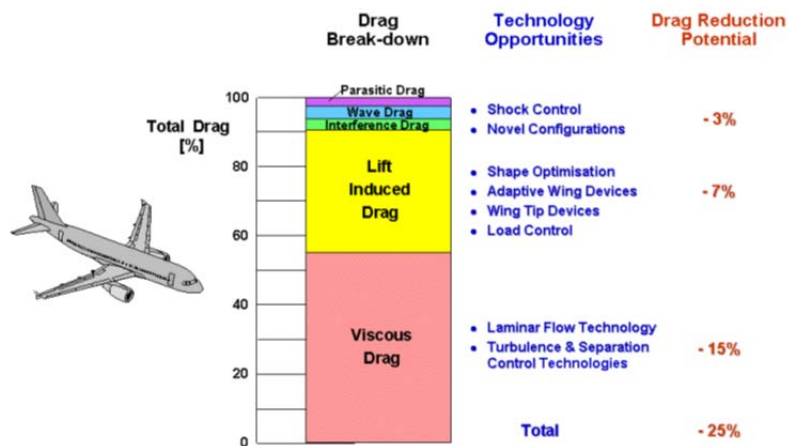 Drag
Break-down
Technology
Opportunities
Drag Reduction
Potential
Total Drag
[%]
100
80
60
40
20
0
Parasitic Drag
Wave Drag
Interference Drag
Lift
Induced
Drag
Viscous
Drag
• Shock Control
• Novel Configurations
- 3%
• Shape Optimisation
• Adaptive Wing Devices
• Wing Tip Devices
• Load Control
- 7%
• Laminar Flow Technology
• Turbulence & Separation
Control Technologies
- 15%
Total
- 25%